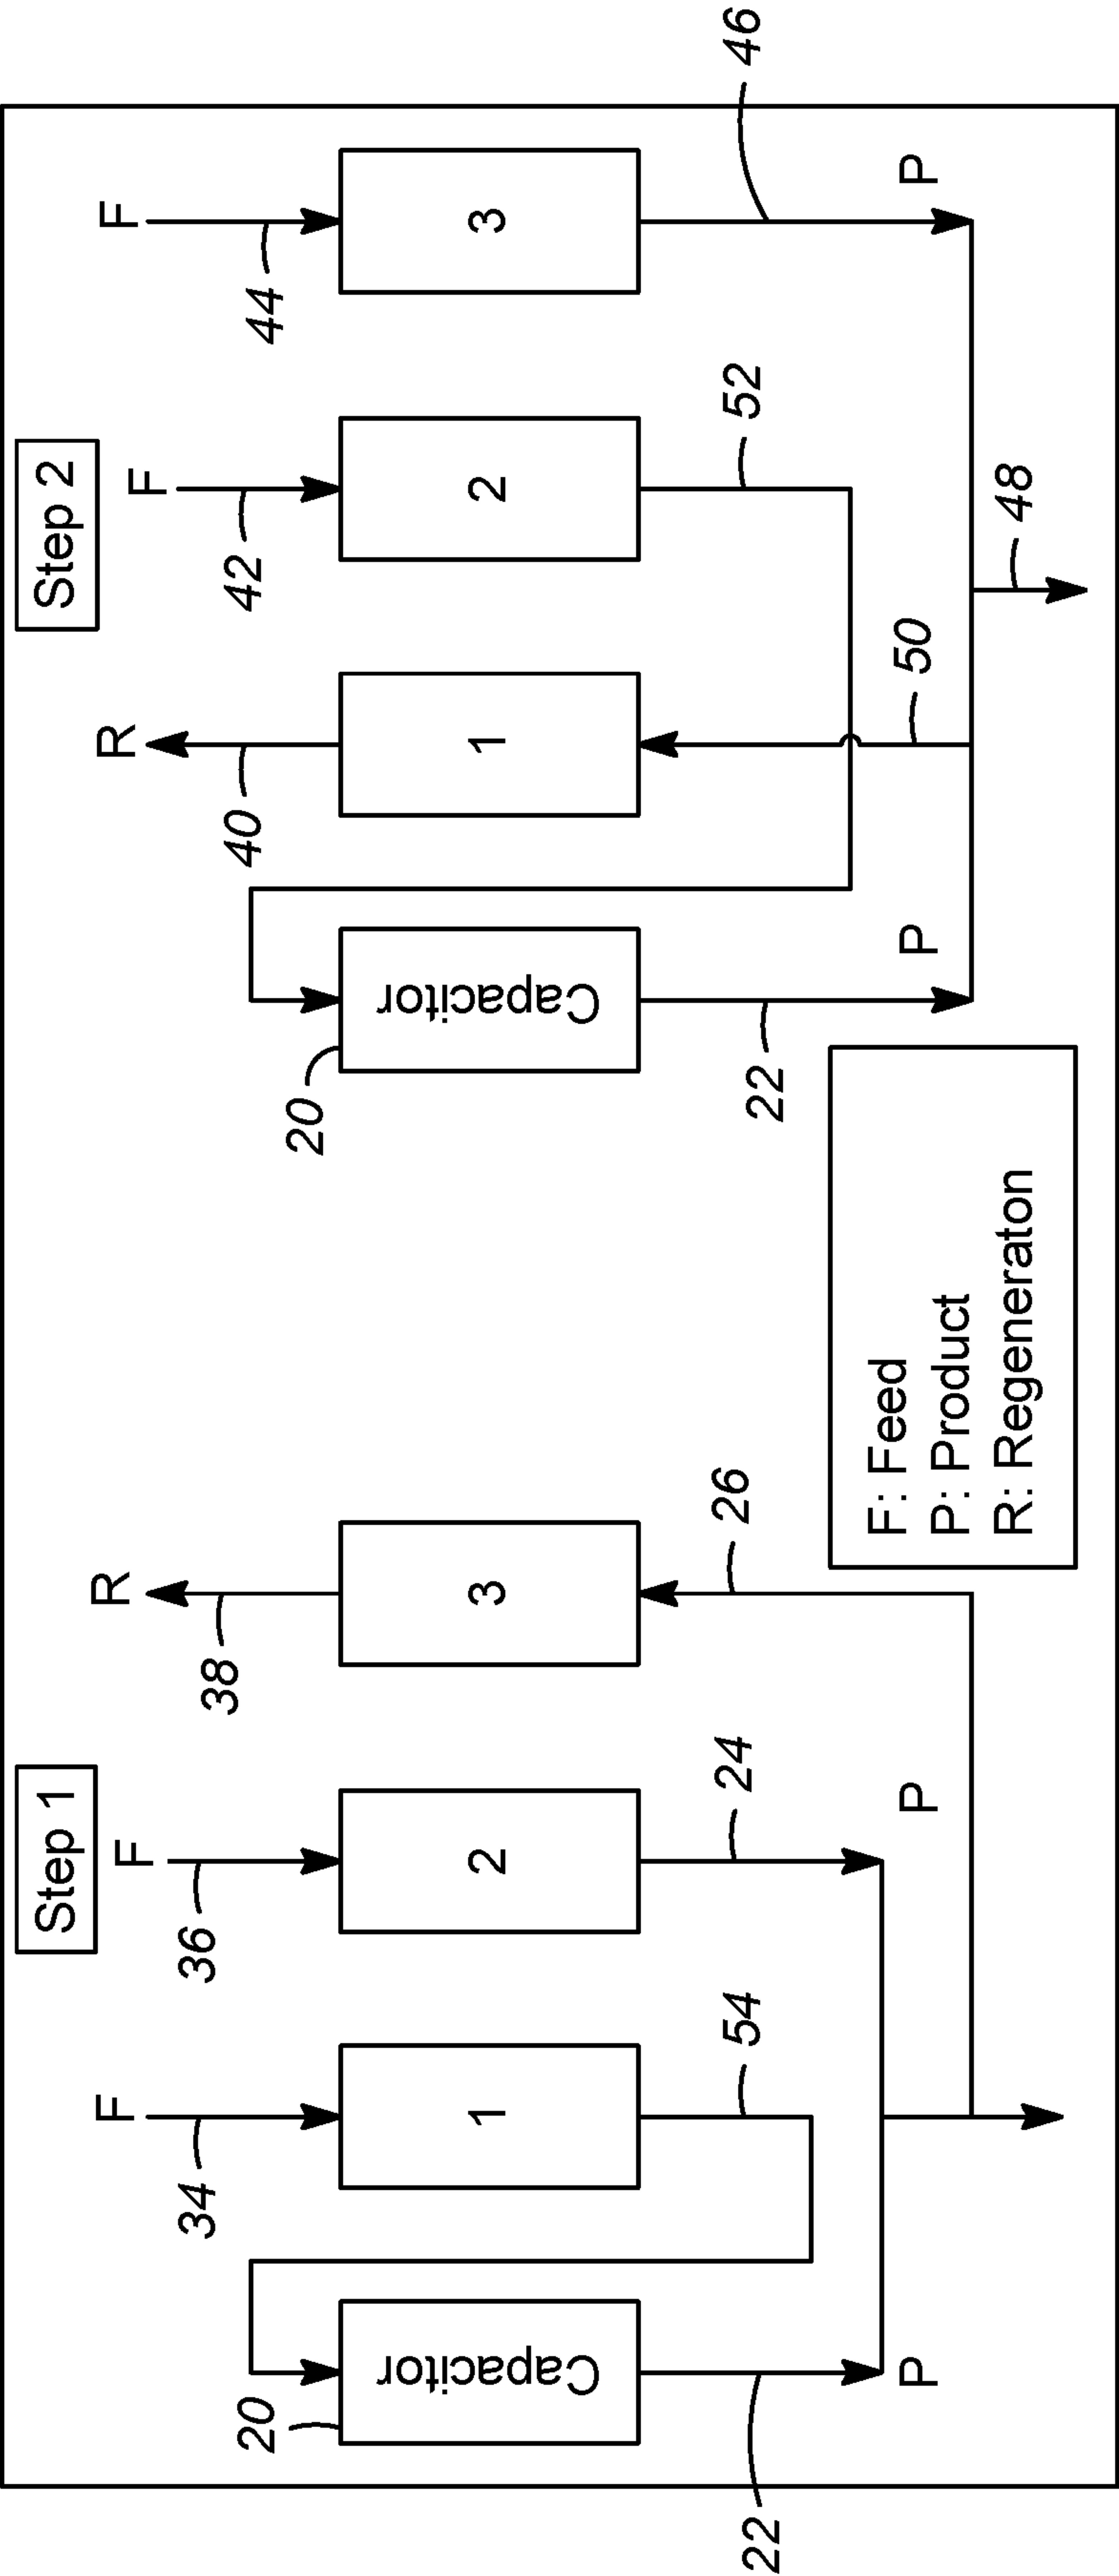 Step 1
F
F
R
34
36
38
20
Capacitor
1
2
3
22
54
24
26
P
P
Step 2
R
F
F
40
42
44
20
Capacitor
1
2
3
22
52
46
P
50
P
48
F: Feed
P: Product
R: Regeneraton